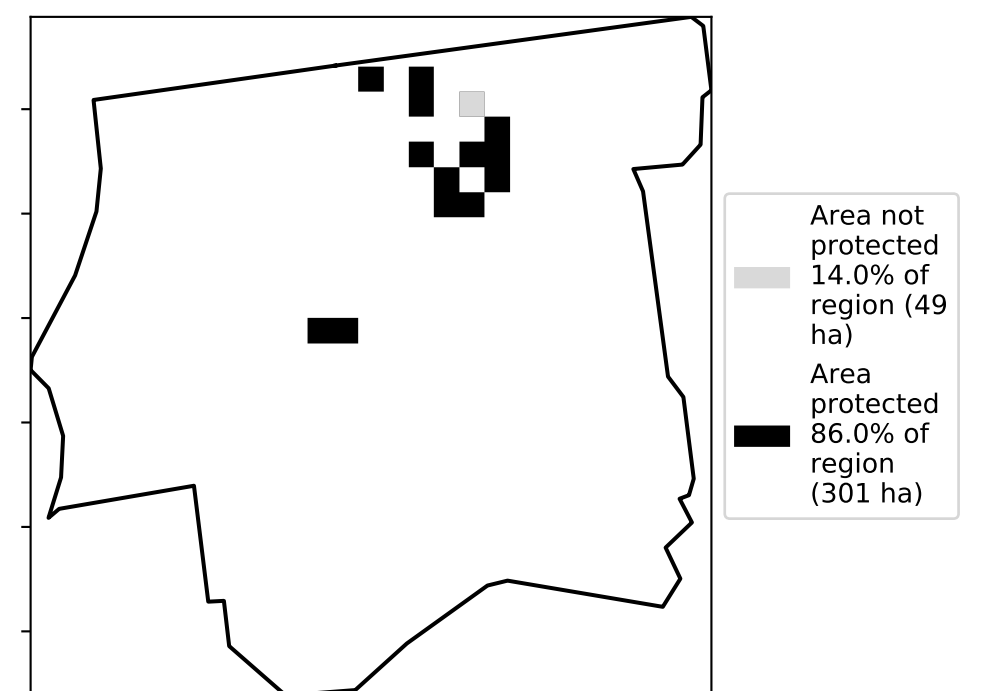 Area not
protected
14.0% of
region (49
ha)
Area
protected
86.0% of
region
(301 ha)